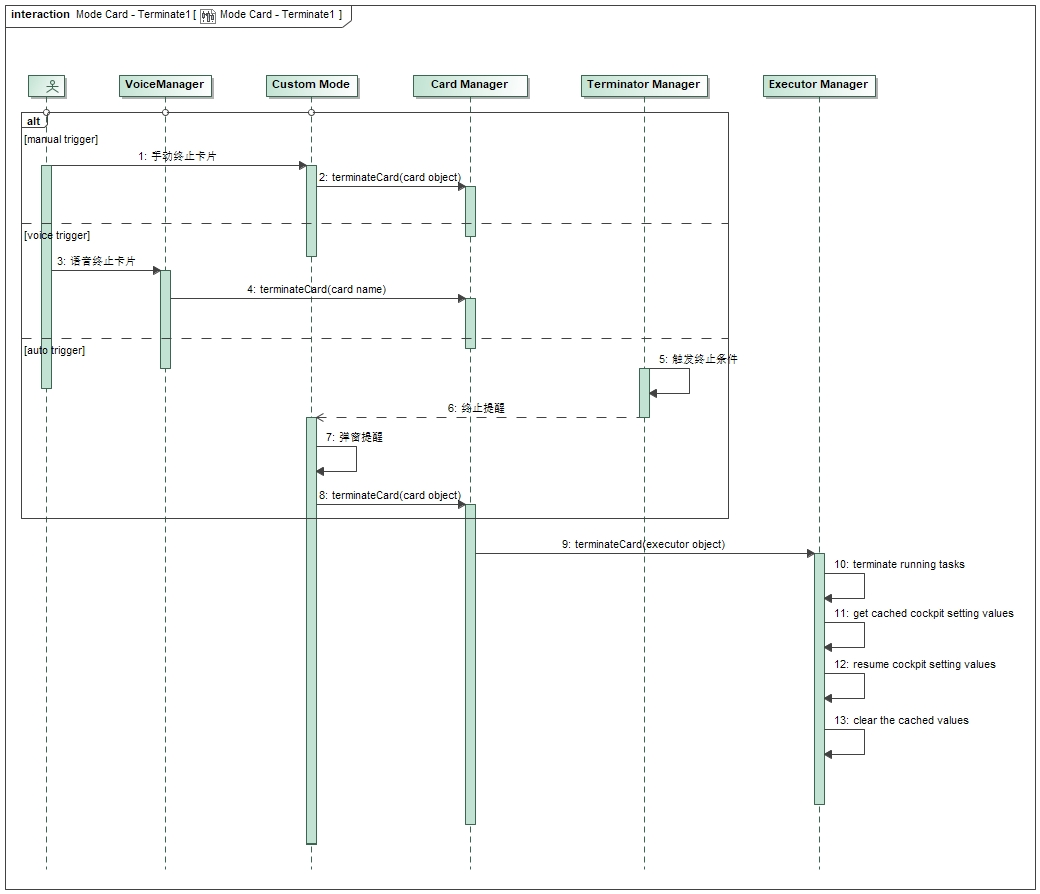 interaction Mode Card - Terminate1 [ Mode Card - Terminate1 ]
VoiceManager Custom Mode Card Manager Terminator Manager Executor Manager
alt
[manual trigger]
1: 手动终止卡片
2: terminateCard(card object)
[voice trigger]
3: 语音终止卡片
4: terminateCard(card name)
[auto trigger]
5: 触发终止条件
6: 终止提醒
7: 弹窗提醒
8: terminateCard(card object)
9: terminateCard(executor object)
10: terminate running tasks
11: get cached cockpit setting values
12: resume cockpit setting values
13: clear the cached values